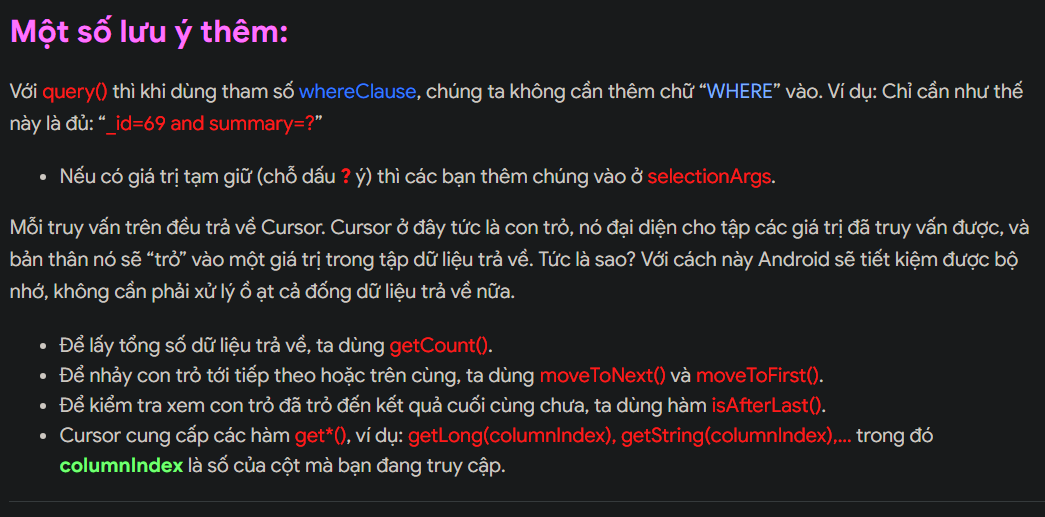 Một số lưu ý thêm:
Với query() thì khi dùng tham số whereClause, chúng ta không cần thêm chữ “WHERE” vào. Ví dụ: Chỉ cần như thế
này là đủ: “_id=69 and summary=?”
• Nếu có giá trị tạm giữ (chỗ dấu ? ý) thì các bạn thêm chúng vào ở selectionArgs.
Mỗi truy vấn trên đều trả về Cursor. Cursor ở đây tức là con trỏ, nó đại diện cho tập các giá trị đã truy vấn được, và
bản thân nó sẽ “trỏ” vào một giá trị trong tập dữ liệu trả về. Tức là sao? Với cách này Android sẽ tiết kiệm được bộ
nhớ, không cần phải xử lý ồ ạt cả đống dữ liệu trả về nữa.
• Để lấy tổng số dữ liệu trả về, ta dùng getCount().
• Để nhảy con trỏ tới tiếp theo hoặc trên cùng, ta dùng moveToNext() và moveToFirst().
• Để kiểm tra xem con trỏ đã trỏ đến kết quả cuối cùng chưa, ta dùng hàm isAfterLast().
• Cursor cung cấp các hàm get*(), ví dụ: getLong(columnIndex), getString(columnIndex),... trong đó
columnIndex là số của cột mà bạn đang truy cập.